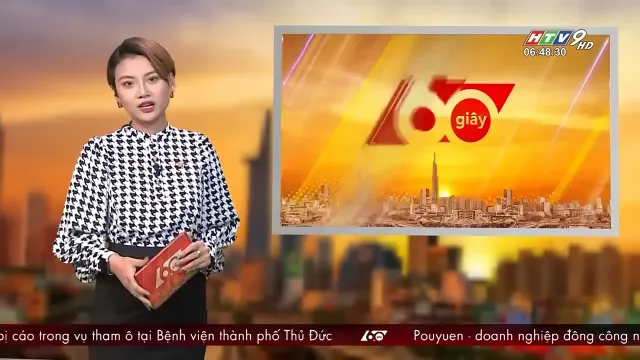 HTV9 HD
06:48:30
60 giây
bị cáo trong vụ tham ô tại Bệnh viện thành phố Thủ Đức 60 Pouyuen - doanh nghiệp đông công n